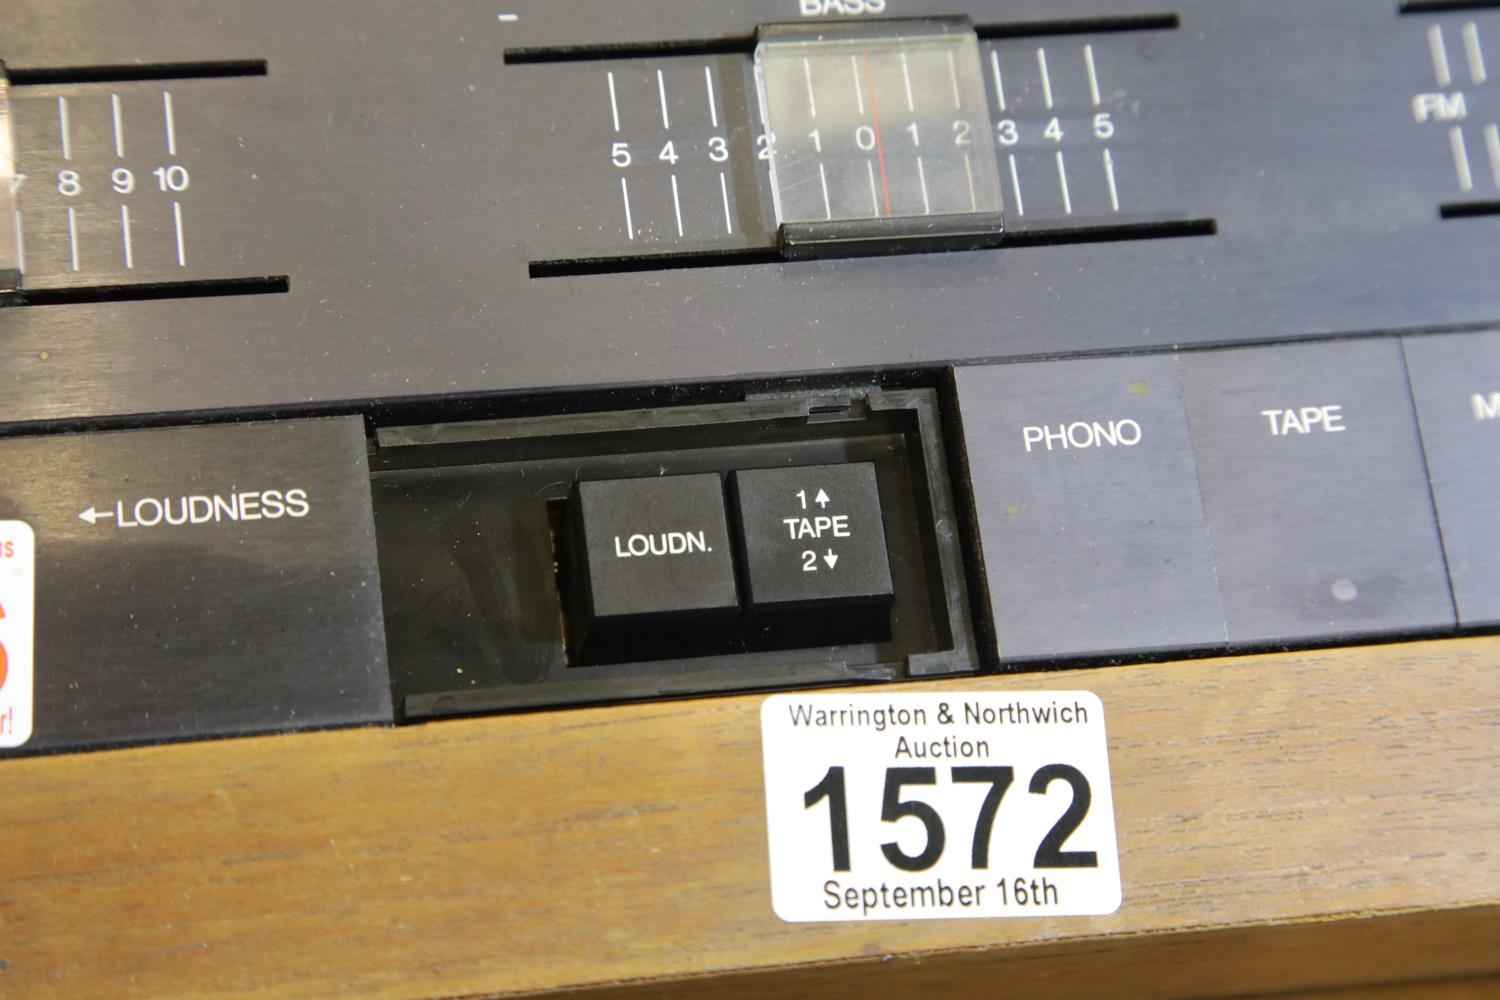 BASS
8 9 10
5 4 3 2 1 0 1 2 3 4 5
FM
←LOUDNESS
LOUDN.
1↑
TAPE
2↓
PHONO
TAPE
Warrington & Northwich
Auction
1572
September 16th